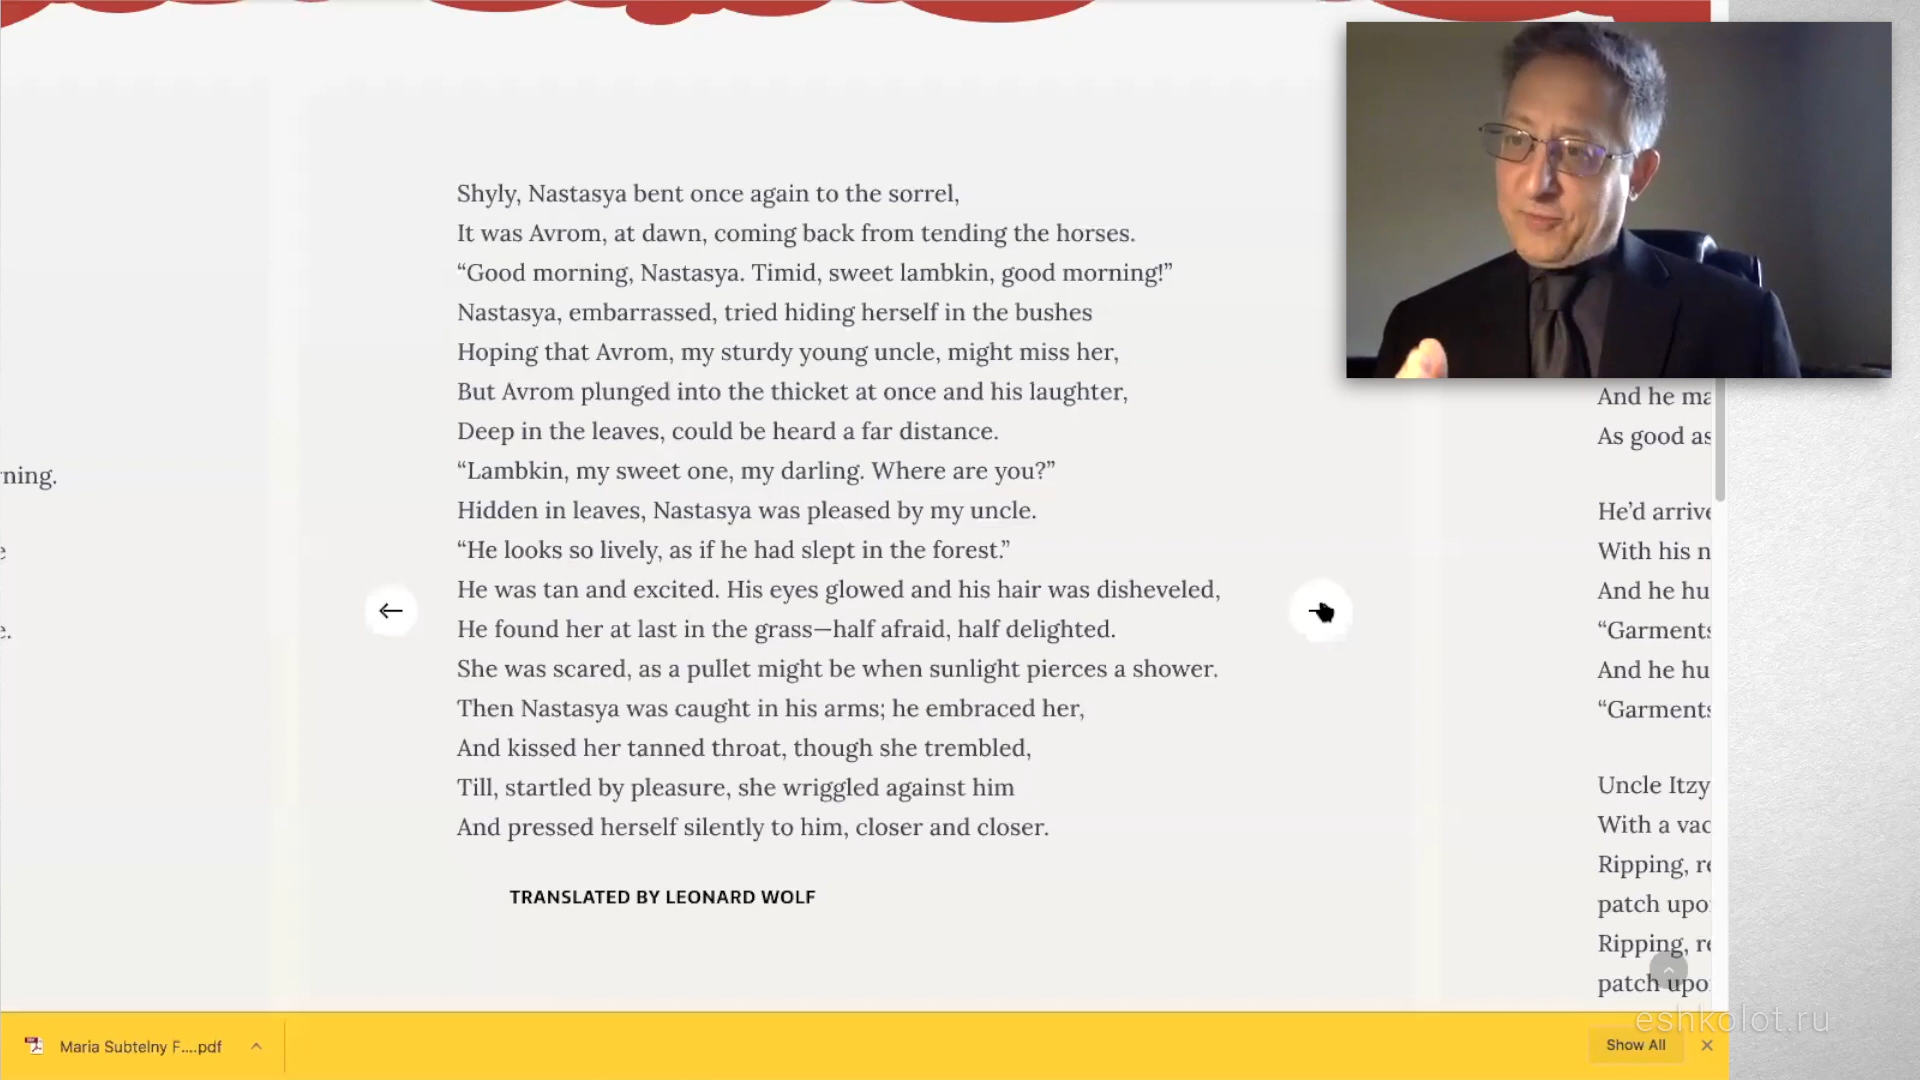 Shyly, Nastasya bent once again to the sorrel,
It was Avrom, at dawn, coming back from tending the horses.
“Good morning, Nastasya. Timid, sweet lambkin, good morning!”
Nastasya, embarrassed, tried hiding herself in the bushes
Hoping that Avrom, my sturdy young uncle, might miss her,
But Avrom plunged into the thicket at once and his laughter,
Deep in the leaves, could be heard a far distance.
“Lambkin, my sweet one, my darling. Where are you?”
Hidden in leaves, Nastasya was pleased by my uncle.
“He looks so lively, as if he had slept in the forest.”
He was tan and excited. His eyes glowed and his hair was disheveled,
He found her at last in the grass—half afraid, half delighted.
She was scared, as a pullet might be when sunlight pierces a shower.
Then Nastasya was caught in his arms; he embraced her,
And kissed her tanned throat, though she trembled,
Till, startled by pleasure, she wriggled against him
And pressed herself silently to him, closer and closer.
TRANSLATED BY LEONARD WOLF
rning.
e
e.
And he ma
As good as
He’d arrive
With his n
And he hu
“Garments
And he hu
“Garments
Uncle Itzy
With a vac
Ripping, re
patch upo
Ripping, re
patch upo
eshkolot.ru
Maria Subtelny F....pdf
Show All